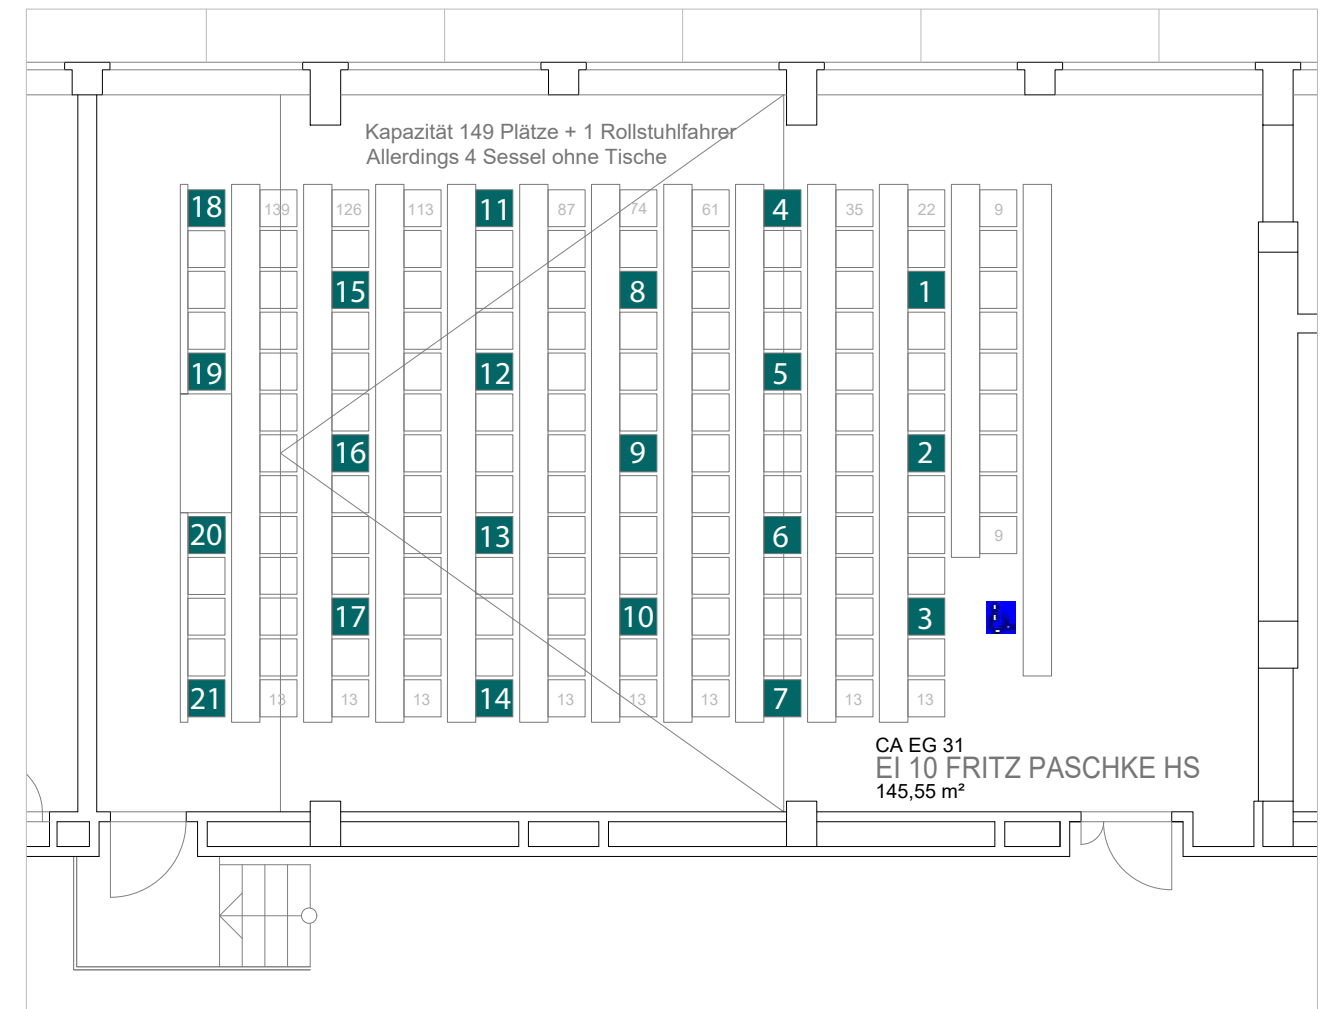 Kapazität 149 Plätze + 1 Rollstuhlfahrer
Allerdings 4 Sessel ohne Tische
18 139 126 113 11 87 74 61 4 35 22 9
15 8 1
19 12 5
16 9 2
20 13 6 9
17 10 3
21 13 13 13 14 13 13 13 7 13 13
CA EG 31
EI 10 FRITZ PASCHKE HS
145,55 m²